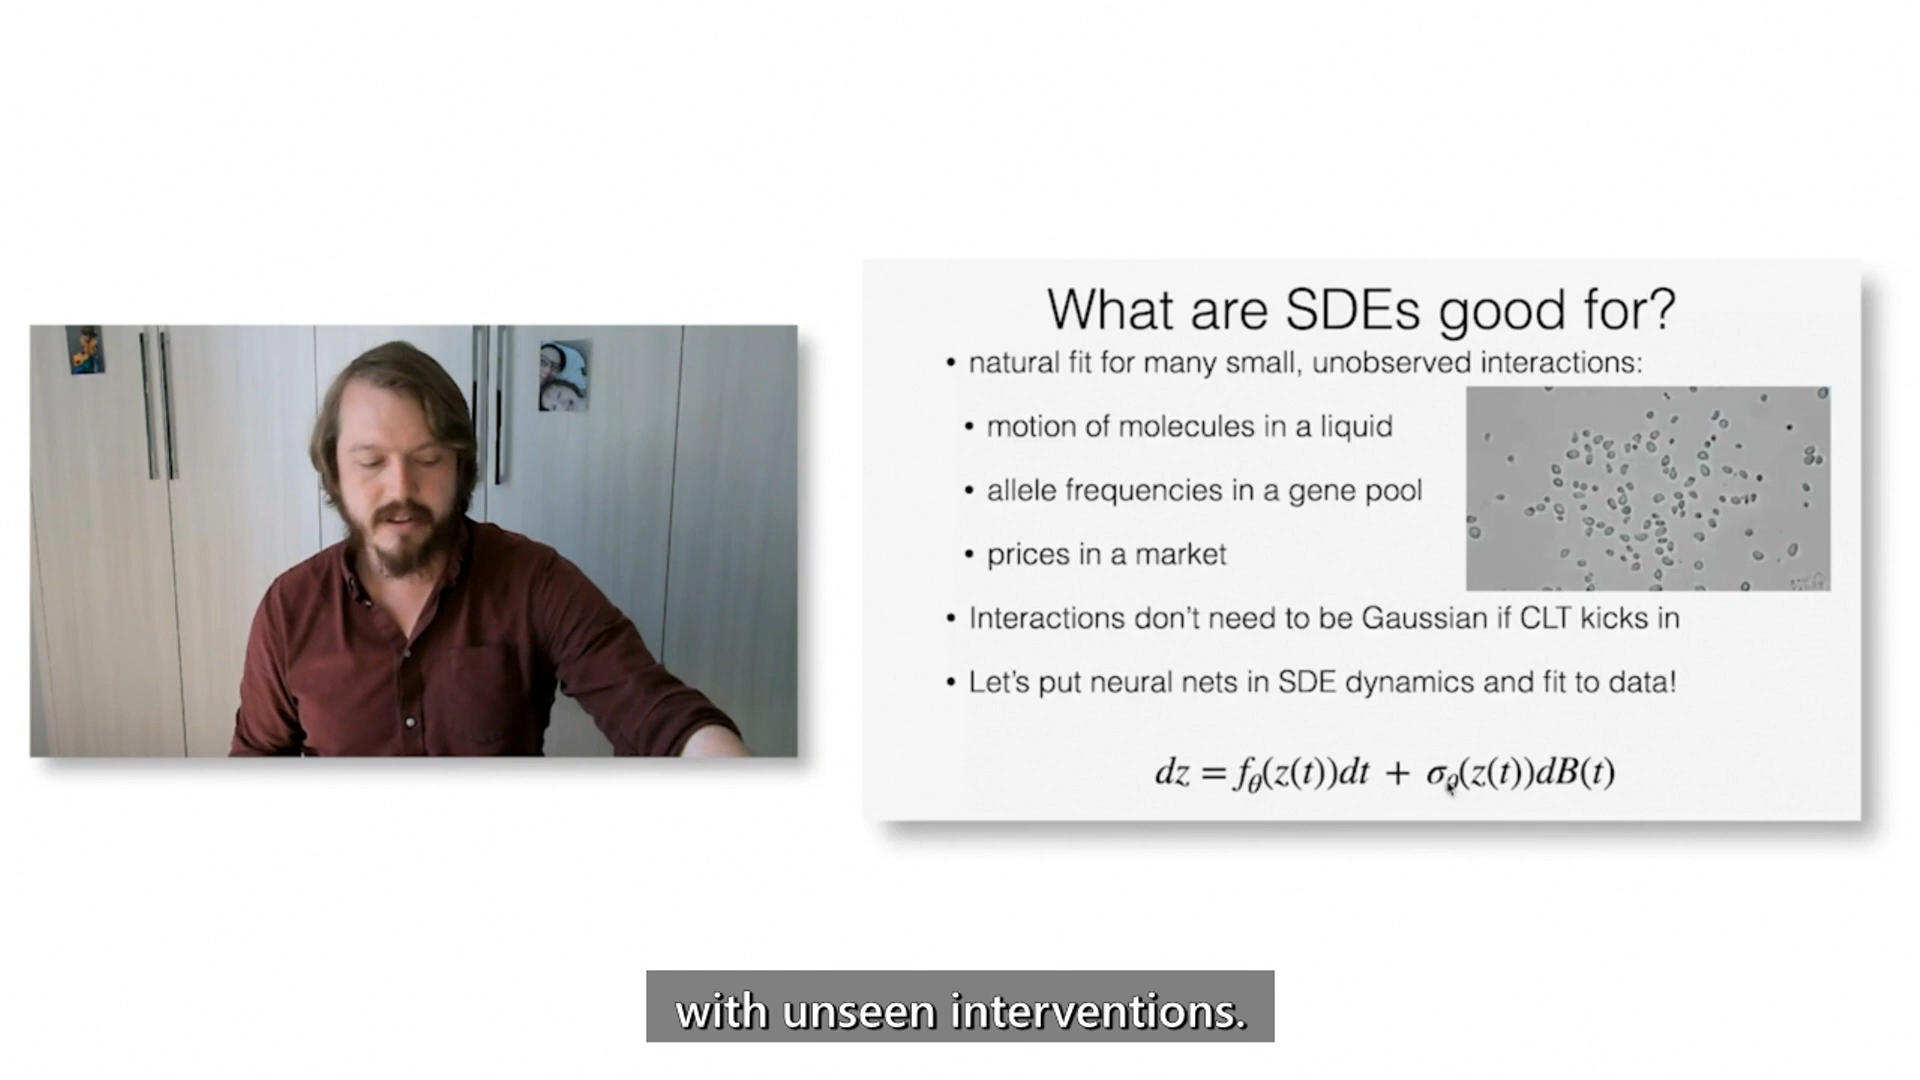 What are SDEs good for?
• natural fit for many small, unobserved interactions:
• motion of molecules in a liquid
• allele frequencies in a gene pool
• prices in a market
• Interactions don't need to be Gaussian if CLT kicks in
• Let's put neural nets in SDE dynamics and fit to data!
dz = f_θ(z(t))dt + σ_θ(z(t))dB(t)
with unseen interventions.